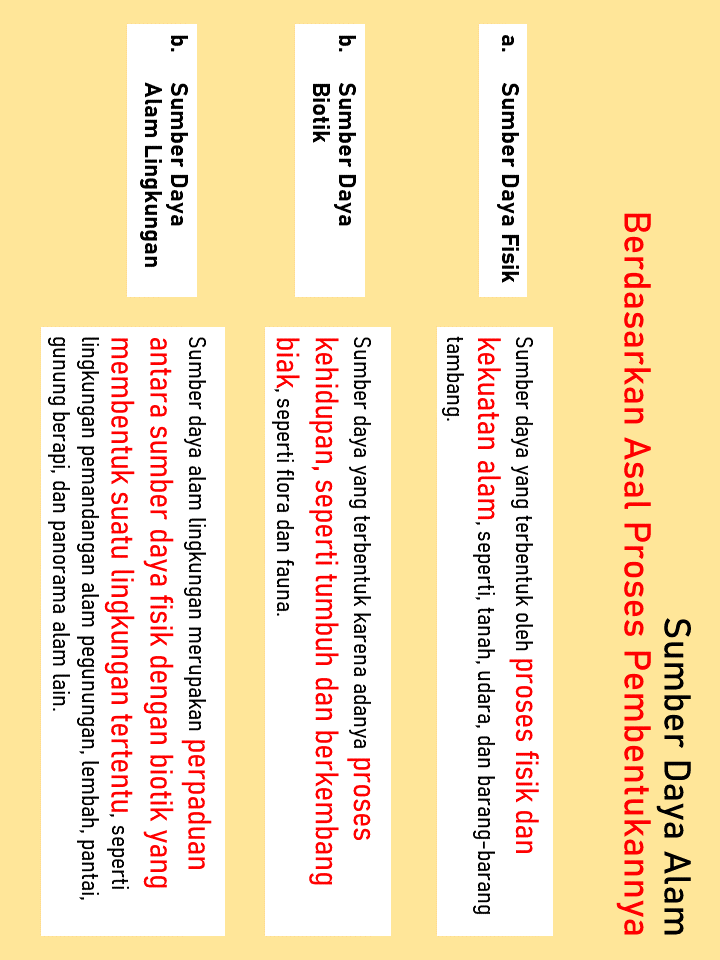 Sumber Daya Alam
Berdasarkan Asal Proses Pembentukannya
a. Sumber Daya Fisik
Sumber daya yang terbentuk oleh proses fisik dan
kekuatan alam, seperti, tanah, udara, dan barang-barang
tambang.
b. Sumber Daya
Biotik
Sumber daya yang terbentuk karena adanya proses
kehidupan, seperti tumbuh dan berkembang
biak, seperti flora dan fauna.
b. Sumber Daya
Alam Lingkungan
Sumber daya alam lingkungan merupakan perpaduan
antara sumber daya fisik dengan biotik yang
membentuk suatu lingkungan tertentu, seperti
lingkungan pemandangan alam pegunungan, lembah, pantai,
gunung berapi, dan panorama alam lain.